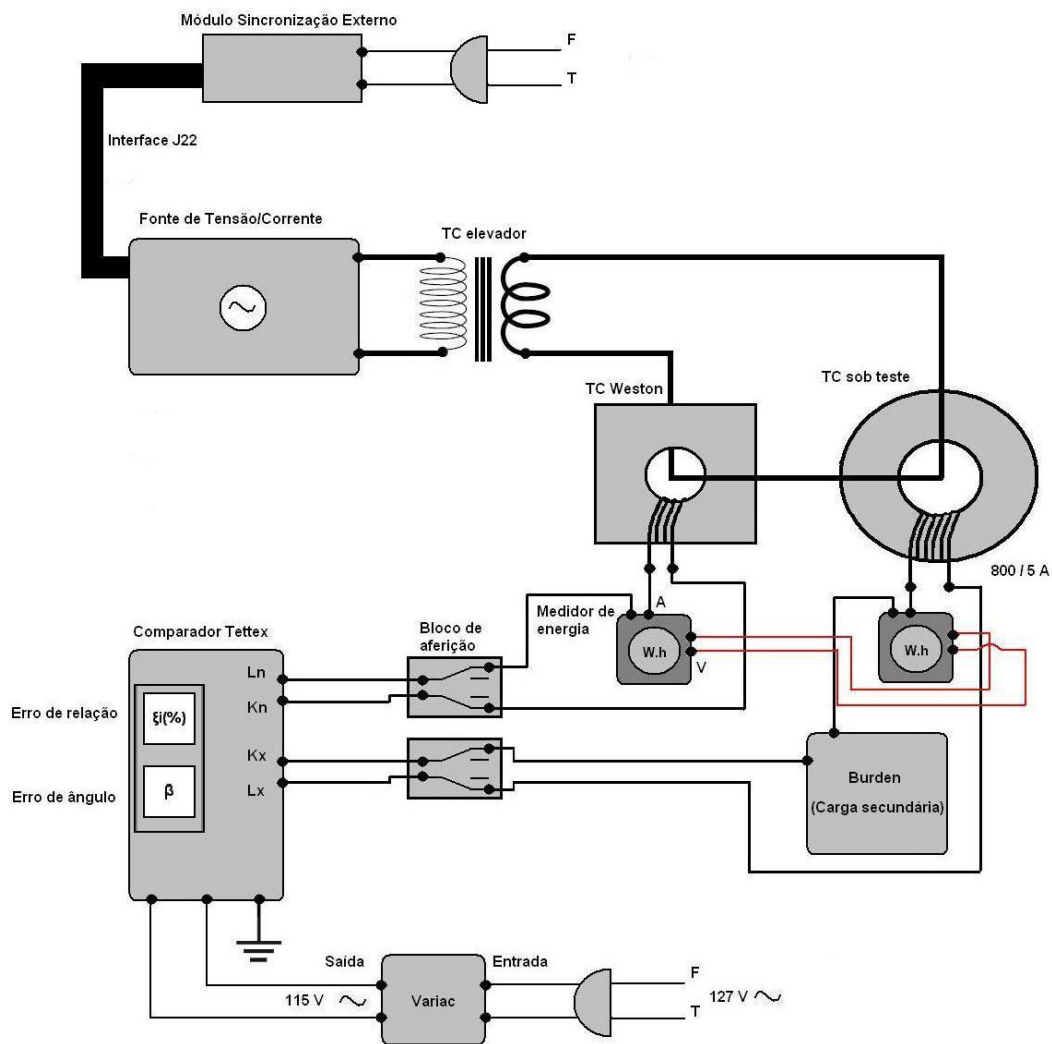 Módulo Sincronização Externo
F
T
Interface J22
Fonte de Tensão/Corrente
TC elevador
TC Weston
TC sob teste
800 / 5 A
A
Medidor de
energia
W.h
V
W.h
Comparador Tettex
Bloco de
aferição
Ln
Kn
Kx
Lx
Erro de relação
ξi(%)
Erro de ângulo
β
Burden
(Carga secundária)
Saída
Entrada
115 V
Variac
F
T
127 V